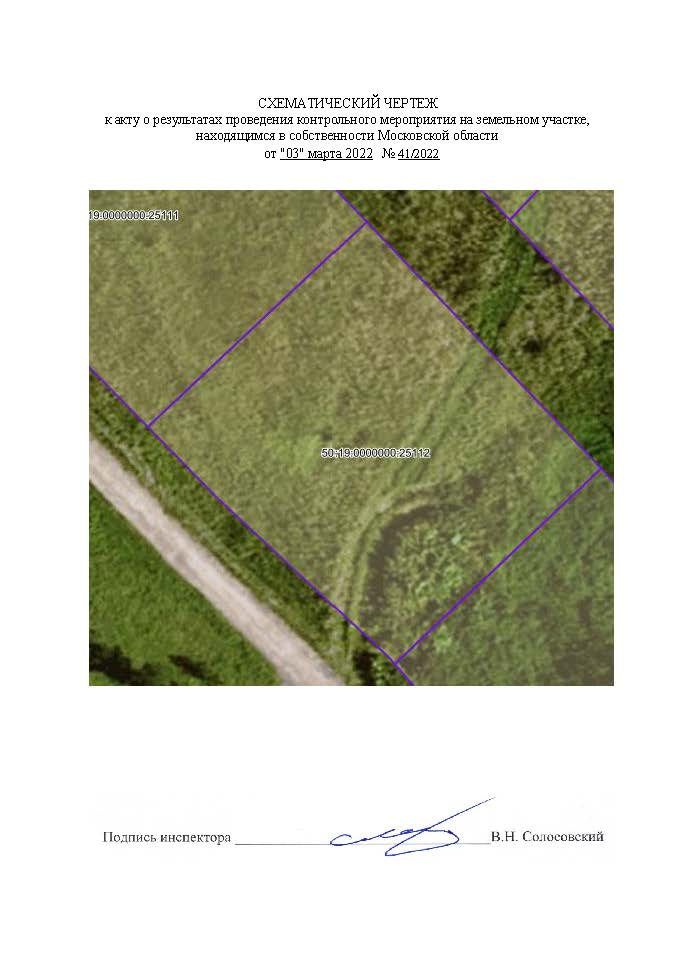 СХЕМАТИЧЕСКИЙ ЧЕРТЕЖ
к акту о результатах проведения контрольного мероприятия на земельном участке,
находящимся в собственности Московской области
от "03" марта 2022 № 41/2022
19:0000000:25111
50:19:0000000:25112
Подпись инспектора В.Н. Солосовский